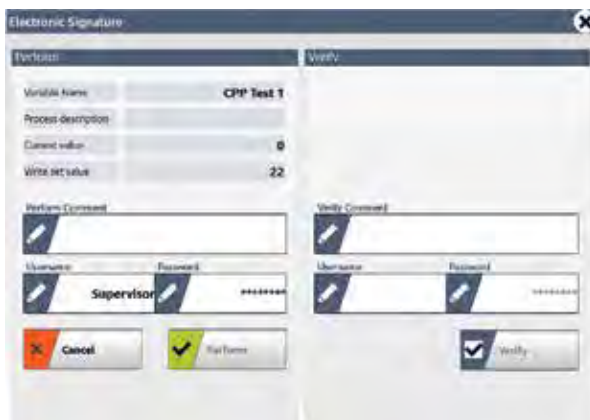 Electronic Signature
Perform
Verify
Variable Name
CPP Test 1
Process description
Current value
0
Write set value
22
Perform Comment
Verify Comment
Username
Password
Username
Password
Supervisor
********
********
Cancel
Perform
Verify